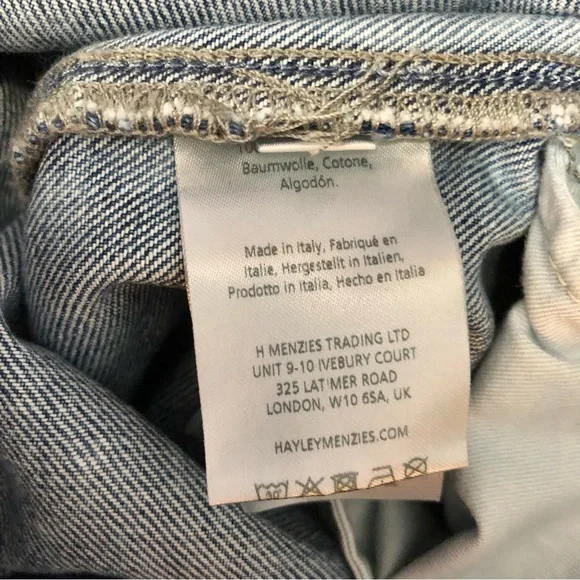 Baumwolle, Cotone,
Algodón.
Made in Italy, Fabriqué en
Italie, Hergestellt in Italien,
Prodotto in Italia, Hecho en Italia
H MENZIES TRADING LTD
UNIT 9-10 IVEBURY COURT
325 LATIMER ROAD
LONDON, W10 6SA, UK
HAYLEYMENZIES.COM
30°